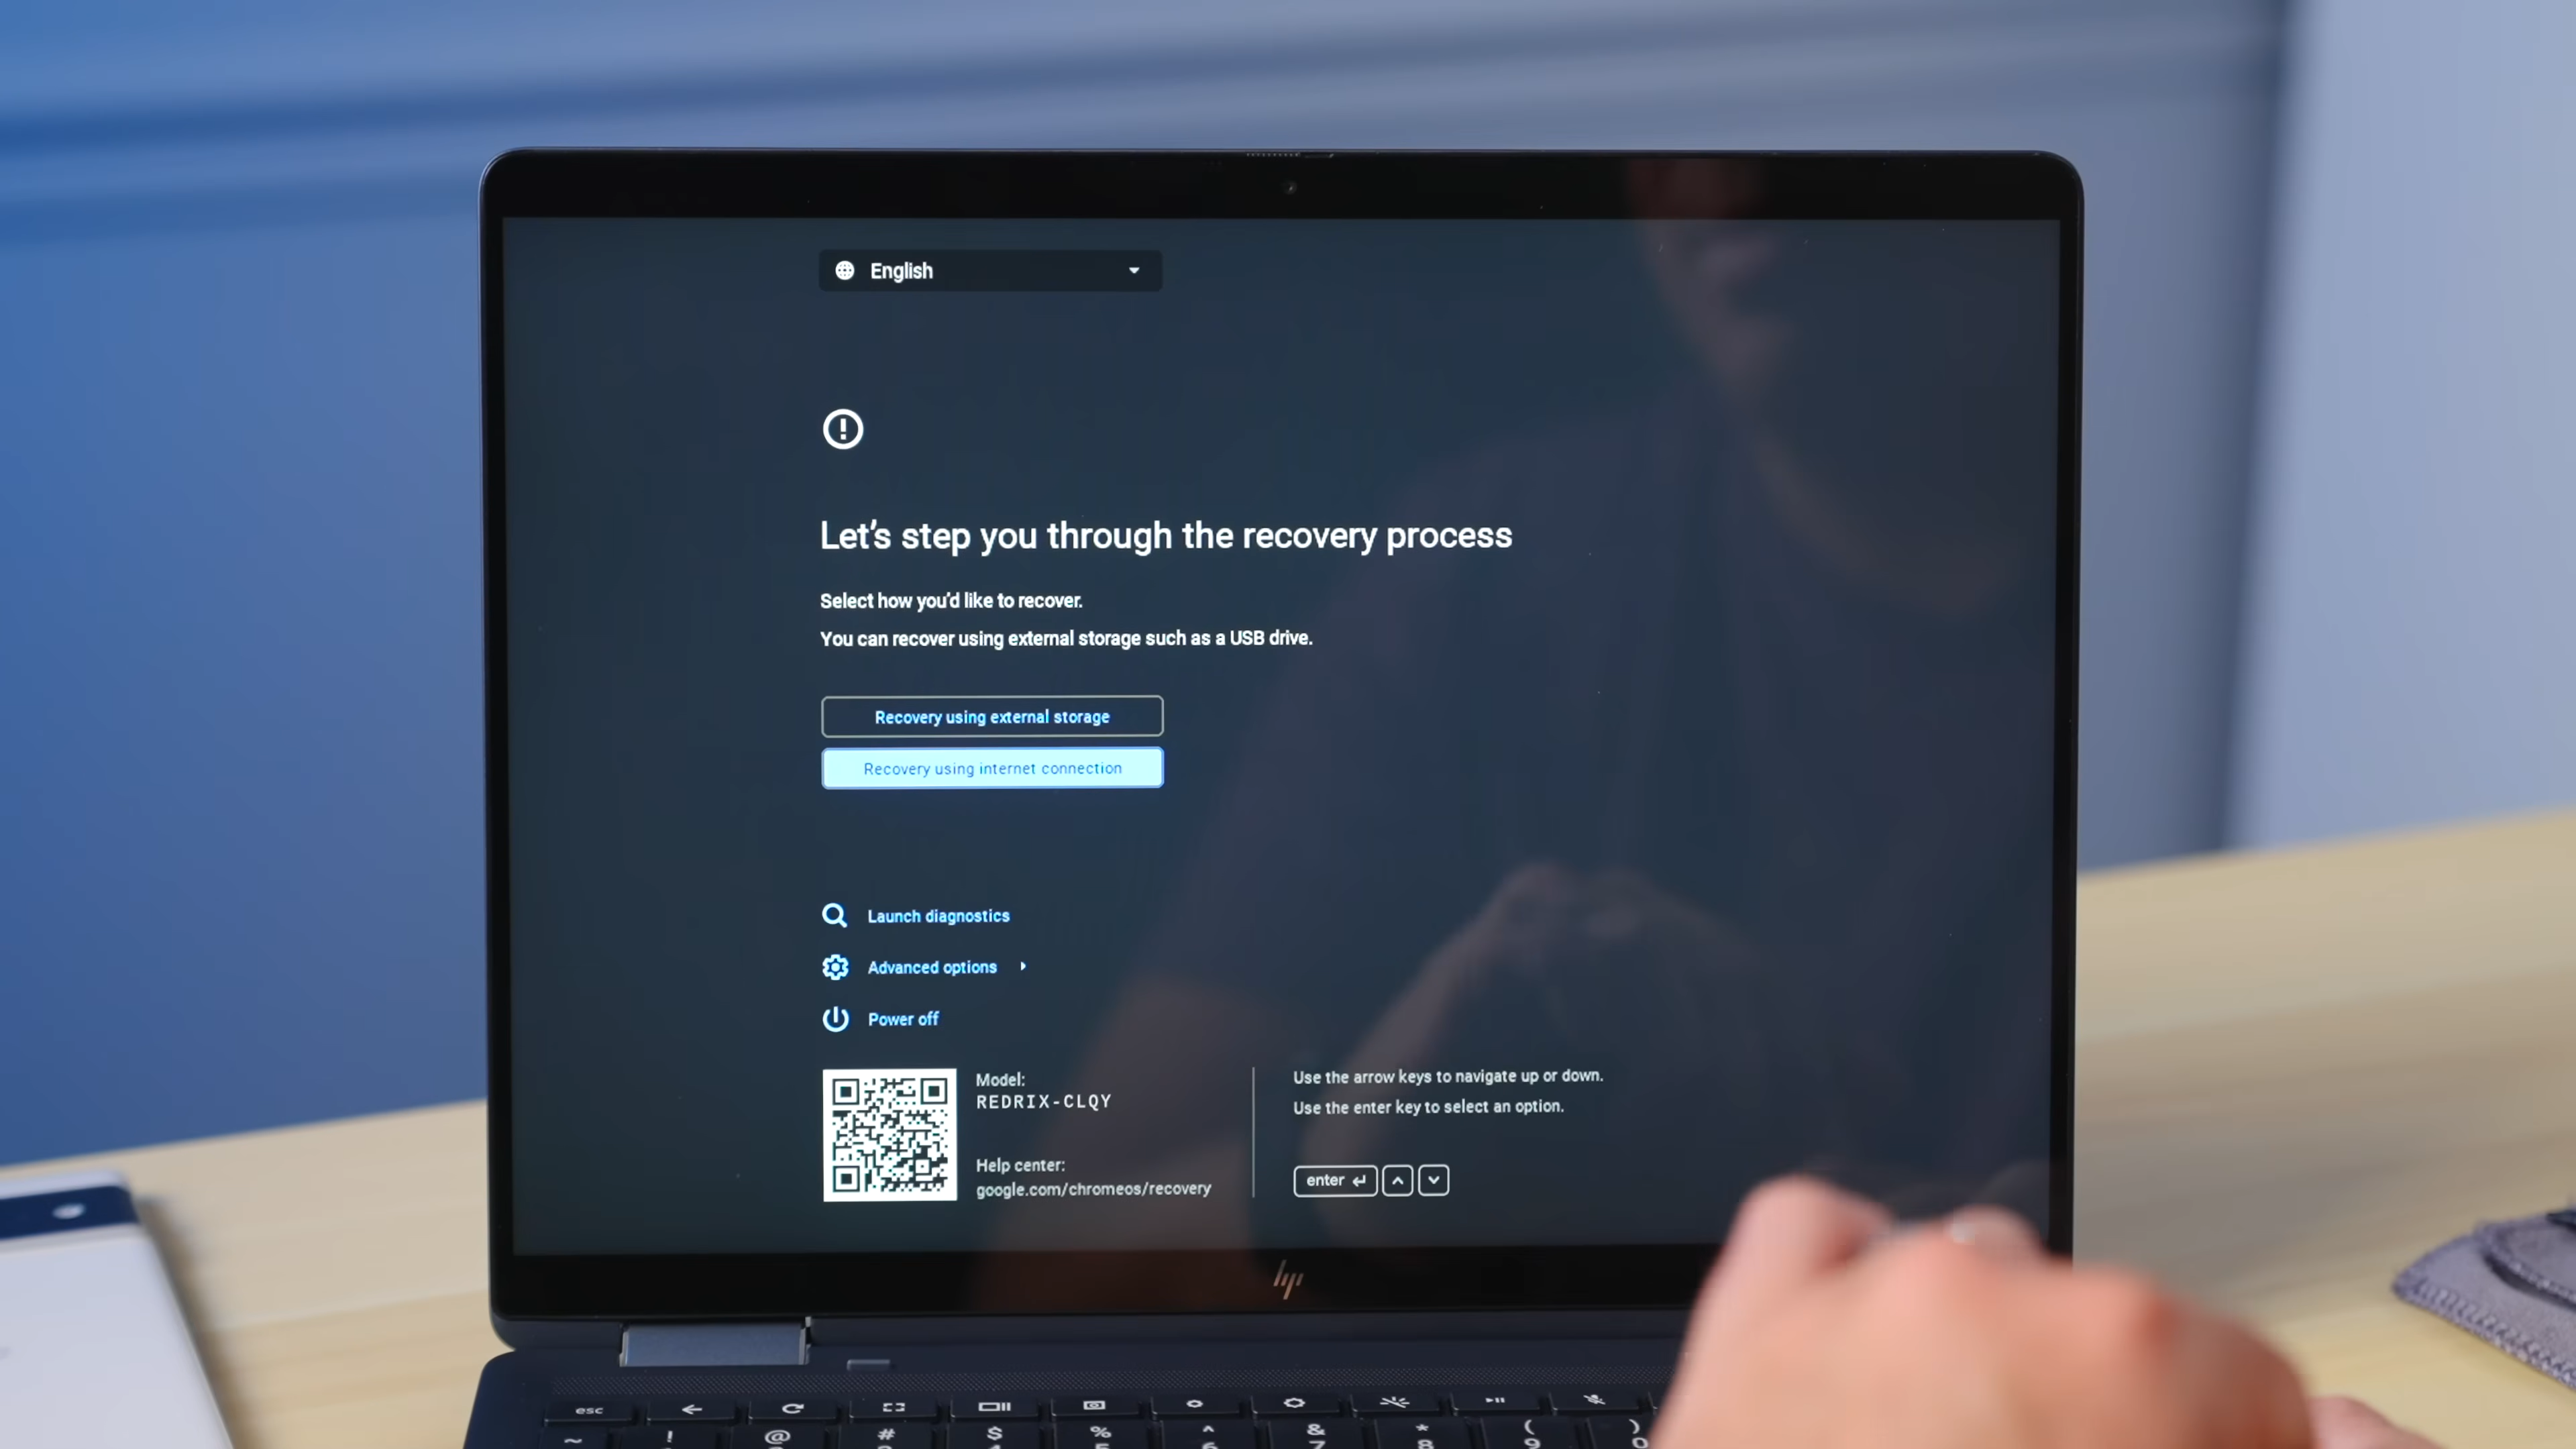 English
Let's step you through the recovery process
Select how you'd like to recover.
You can recover using external storage such as a USB drive.
Recovery using external storage
Recovery using internet connection
Launch diagnostics
Advanced options
Power off
Model:
REDRIX-CLQY
Help center:
google.com/chromeos/recovery
Use the arrow keys to navigate up or down.
Use the enter key to select an option.
enter
hp
esc
~ ! @ # $ % ^ & * ( )